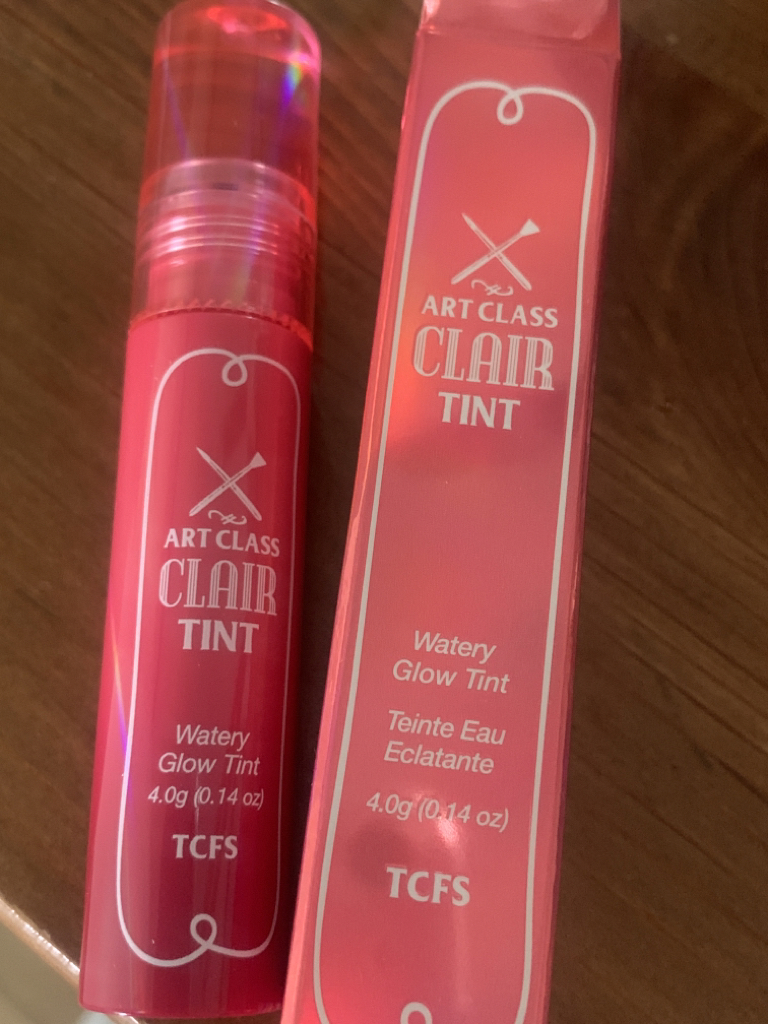 ART CLASS
CLAIR
TINT
Watery
Glow Tint
4.0g (0.14 oz)
TCFS
ART CLASS
CLAIR
TINT
Watery
Glow Tint
Teinte Eau
Eclatante
4.0g (0.14 oz)
TCFS